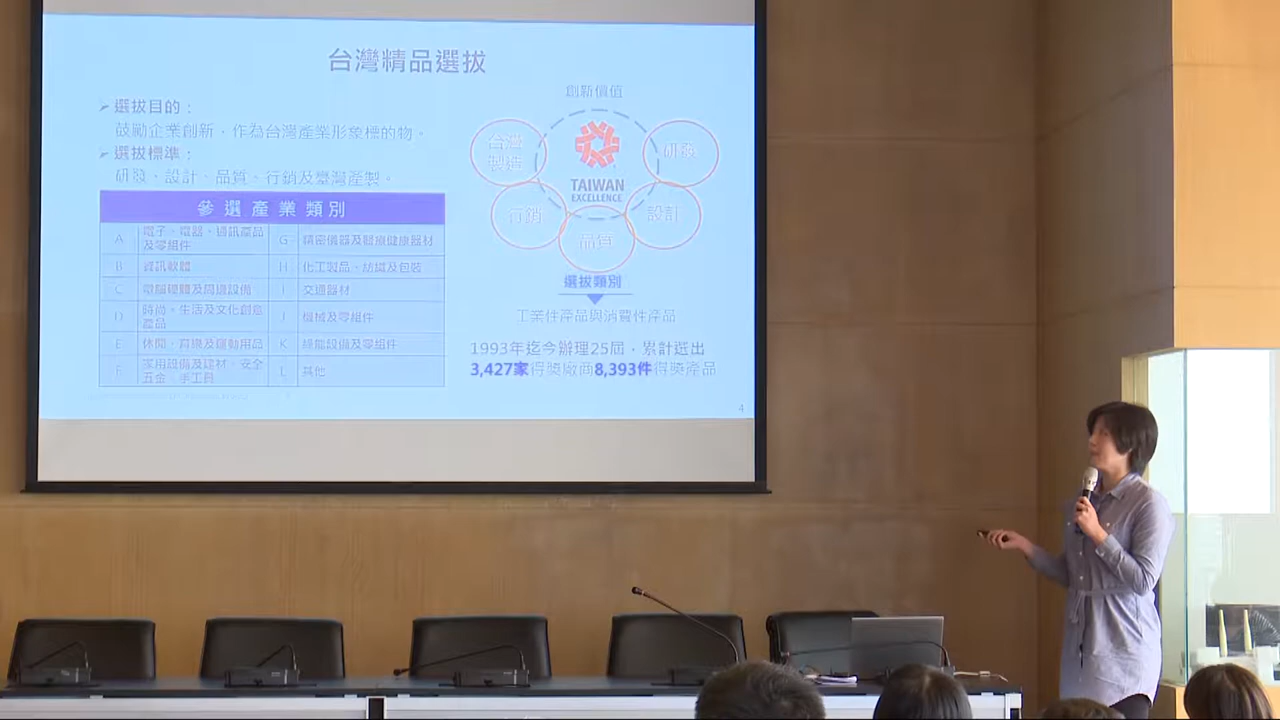 台灣精品選拔
➢ 選拔目的：
鼓勵企業創新，作為台灣產業形象標的物。
➢ 選拔標準：
研發、設計、品質、行銷及臺灣產製。
參選產業類別
A 電子、電器、通訊產品
及零組件
G 精密儀器及醫療健康器材
B 資訊軟體
H 化工製品、紡織及包裝
C 電腦硬體及周邊設備
I 交通器材
D 時尚、生活及文化創意
產品
J 機械及零組件
E 休閒、育樂及運動用品
K 綠能設備及零組件
F 家用設備及建材、安全
五金、手工具
L 其他
創新價值
台灣
製造
研發
TAIWAN
EXCELLENCE
行銷
設計
品質
選拔類別
工業性產品與消費性產品
1993年迄今辦理25屆，累計選出
3,427家得獎廠商8,393件得獎產品
4